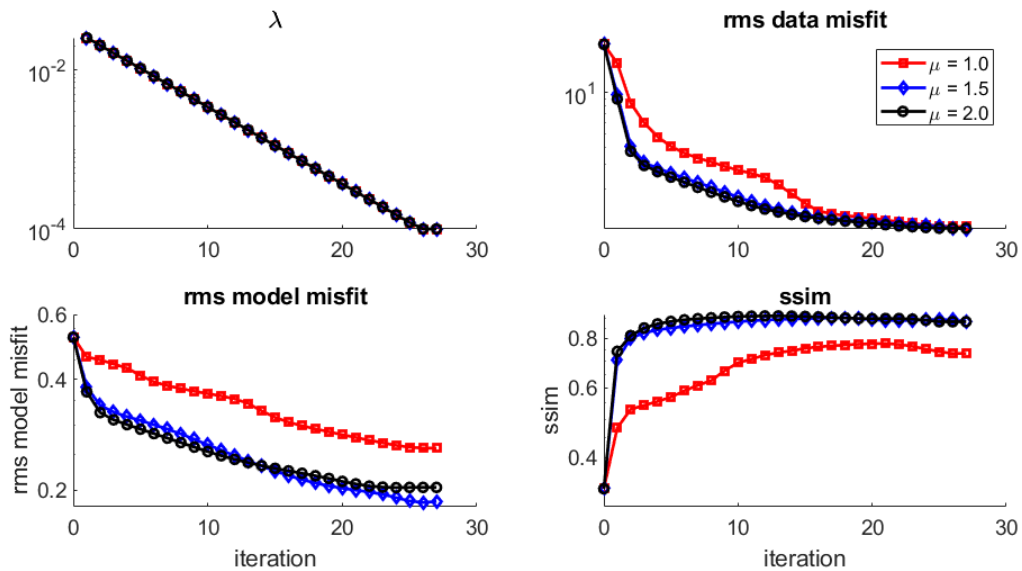 λ
10^-2
10^-4
0 10 20 30
rms data misfit
10^1
μ = 1.0
μ = 1.5
μ = 2.0
0 10 20 30
rms model misfit
rms model misfit
0.6
0.4
0.2
0 10 20 30
iteration
ssim
ssim
0.8
0.6
0.4
0 10 20 30
iteration